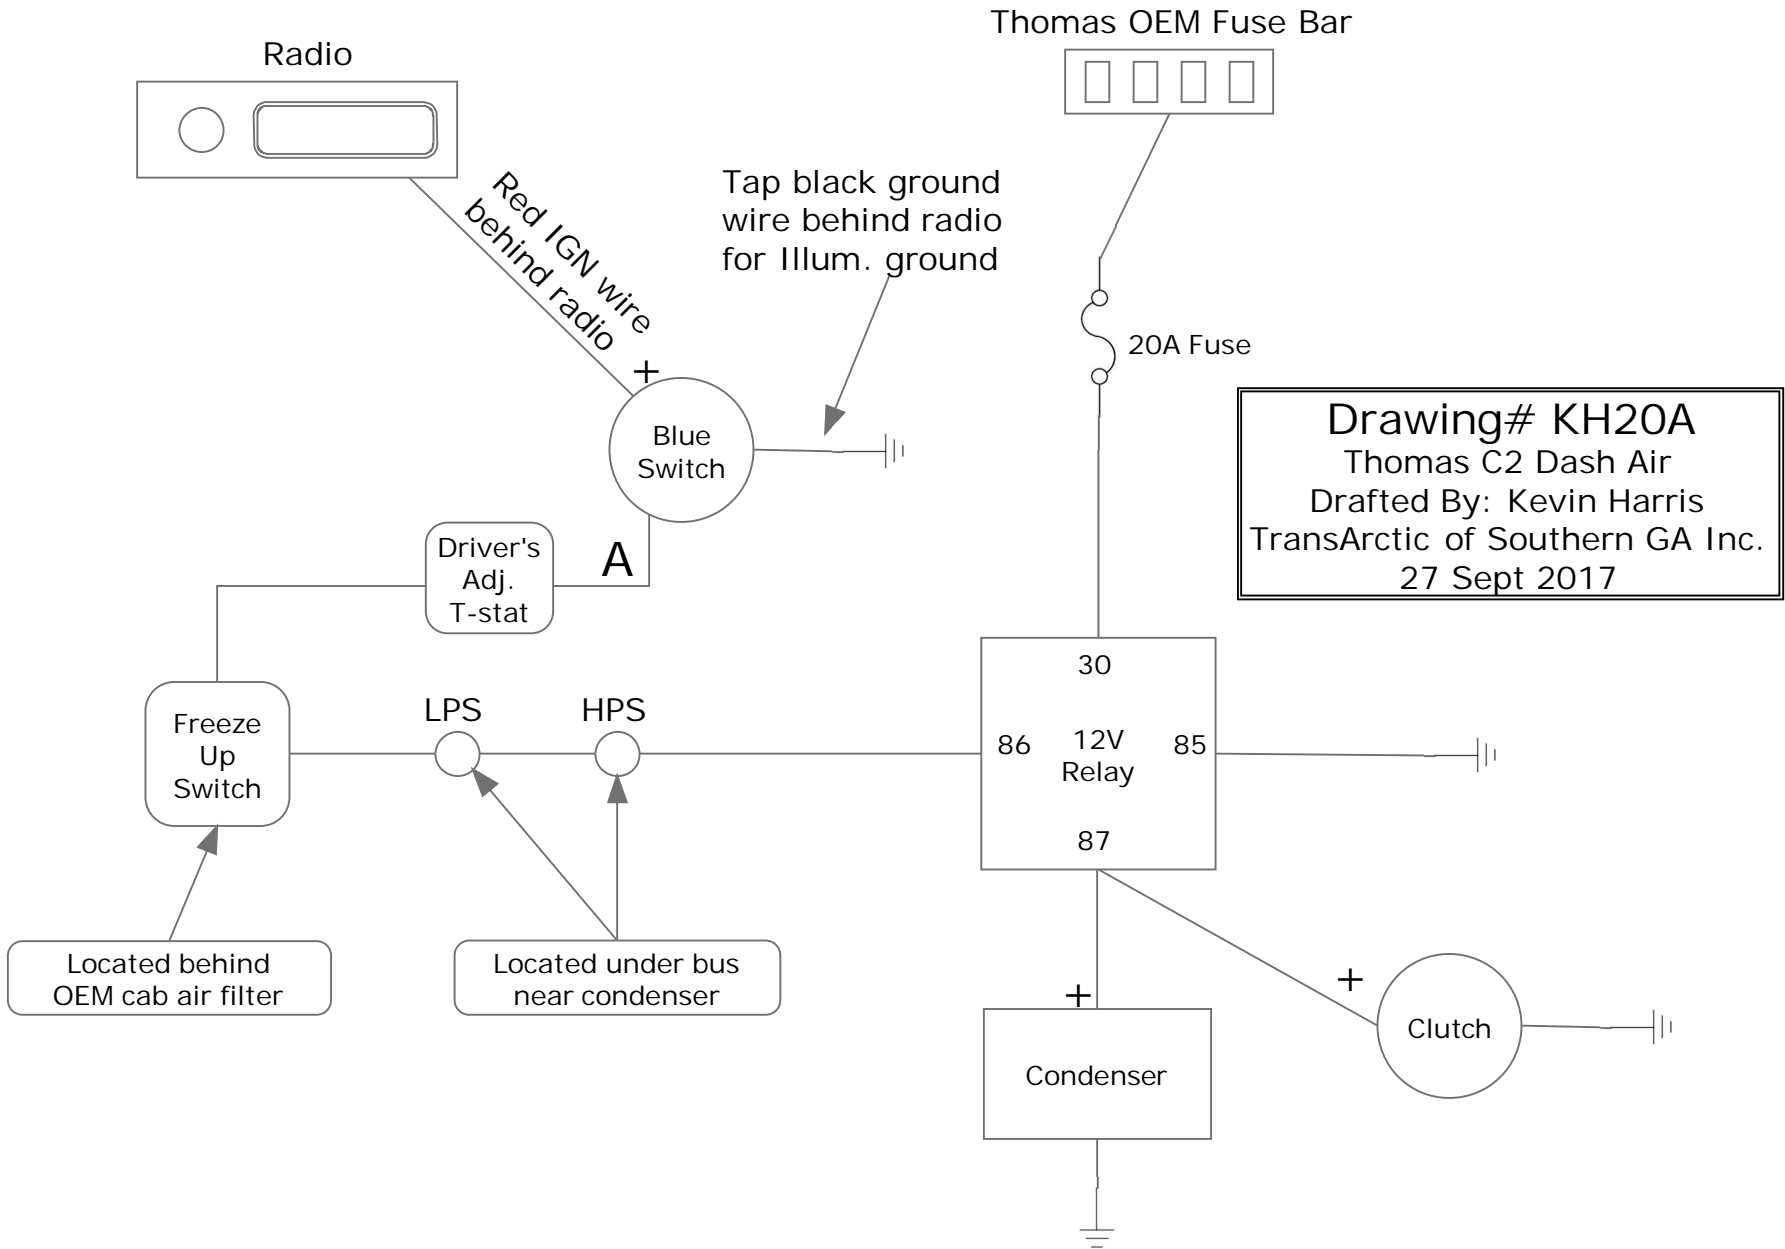 Thomas OEM Fuse Bar
Radio
Red IGN wire
behind radio
Tap black ground
wire behind radio
for Illum. ground
20A Fuse
+
Blue
Switch
Drawing# KH20A
Thomas C2 Dash Air
Drafted By: Kevin Harris
TransArctic of Southern GA Inc.
27 Sept 2017
Driver's
Adj.
T-stat
A
30
86
12V
Relay
85
87
Freeze
Up
Switch
LPS
HPS
Located behind
OEM cab air filter
Located under bus
near condenser
+
Condenser
+
Clutch